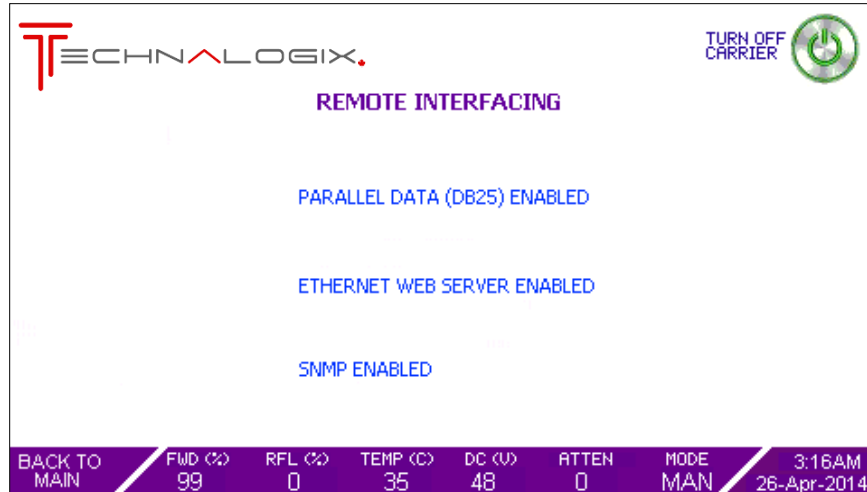 TECHNALOGIX.
TURN OFF
CARRIER
REMOTE INTERFACING
PARALLEL DATA (DB25) ENABLED
ETHERNET WEB SERVER ENABLED
SNMP ENABLED
BACK TO
MAIN
FWD (%)
99
RFL (%)
0
TEMP (C)
35
DC (V)
48
ATTEN
0
MODE
MAN
3:16AM
26-Apr-2014